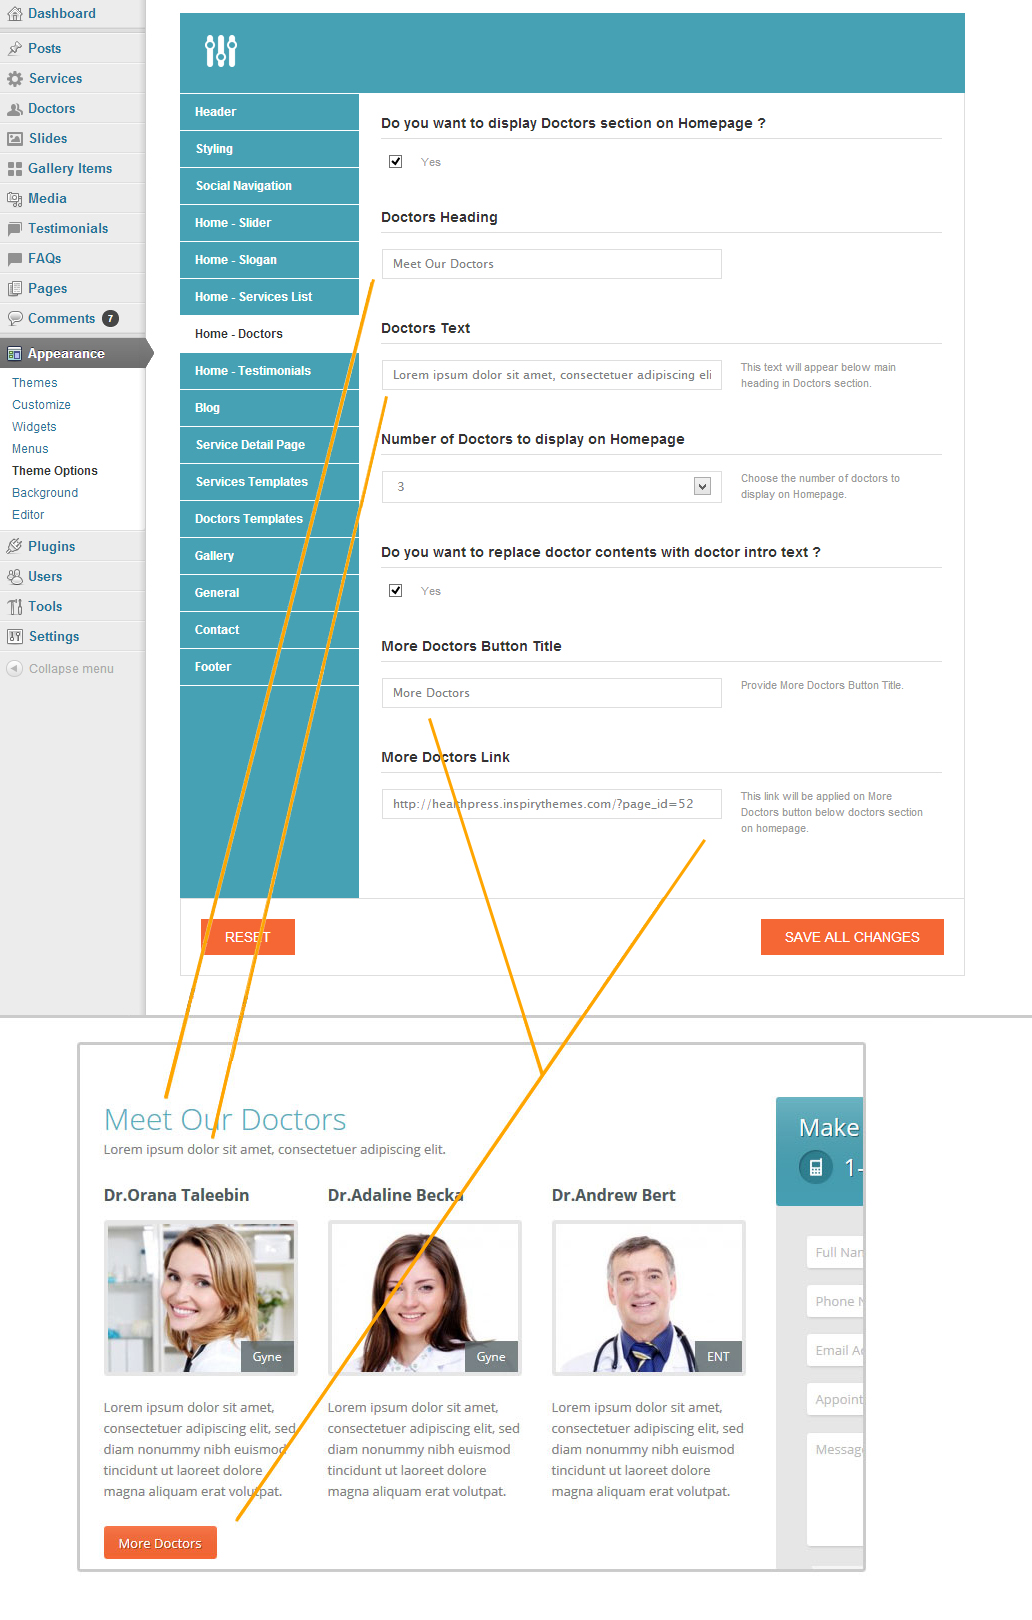 Dashboard
Posts
Services
Doctors
Slides
Gallery Items
Media
Testimonials
FAQs
Pages
Comments 7
Appearance
Themes
Customize
Widgets
Menus
Theme Options
Background
Editor
Plugins
Users
Tools
Settings
Collapse menu
Header
Styling
Social Navigation
Home - Slider
Home - Slogan
Home - Services List
Home - Doctors
Home - Testimonials
Blog
Service Detail Page
Services Templates
Doctors Templates
Gallery
General
Contact
Footer
Do you want to display Doctors section on Homepage ?
Yes
Doctors Heading
Meet Our Doctors
Doctors Text
Lorem ipsum dolor sit amet, consectetuer adipiscing eli
This text will appear below main
heading in Doctors section.
Number of Doctors to display on Homepage
3
Choose the number of doctors to
display on Homepage.
Do you want to replace doctor contents with doctor intro text ?
Yes
More Doctors Button Title
More Doctors
Provide More Doctors Button Title.
More Doctors Link
http://healthpress.inspirythemes.com/?page_id=52
This link will be applied on More
Doctors button below doctors section
on homepage.
RESET
SAVE ALL CHANGES
Meet Our Doctors
Lorem ipsum dolor sit amet, consectetuer adipiscing elit.
Dr.Orana Taleebin
Gyne
Lorem ipsum dolor sit amet,
consectetuer adipiscing elit, sed
diam nonummy nibh euismod
tincidunt ut laoreet dolore
magna aliquam erat volutpat.
Dr.Adaline Becka
Gyne
Lorem ipsum dolor sit amet,
consectetuer adipiscing elit, sed
diam nonummy nibh euismod
tincidunt ut laoreet dolore
magna aliquam erat volutpat.
Dr.Andrew Bert
ENT
Lorem ipsum dolor sit amet,
consectetuer adipiscing elit, sed
diam nonummy nibh euismod
tincidunt ut laoreet dolore
magna aliquam erat volutpat.
More Doctors
Make
1-
Full Nam
Phone N
Email Ad
Appoint
Message